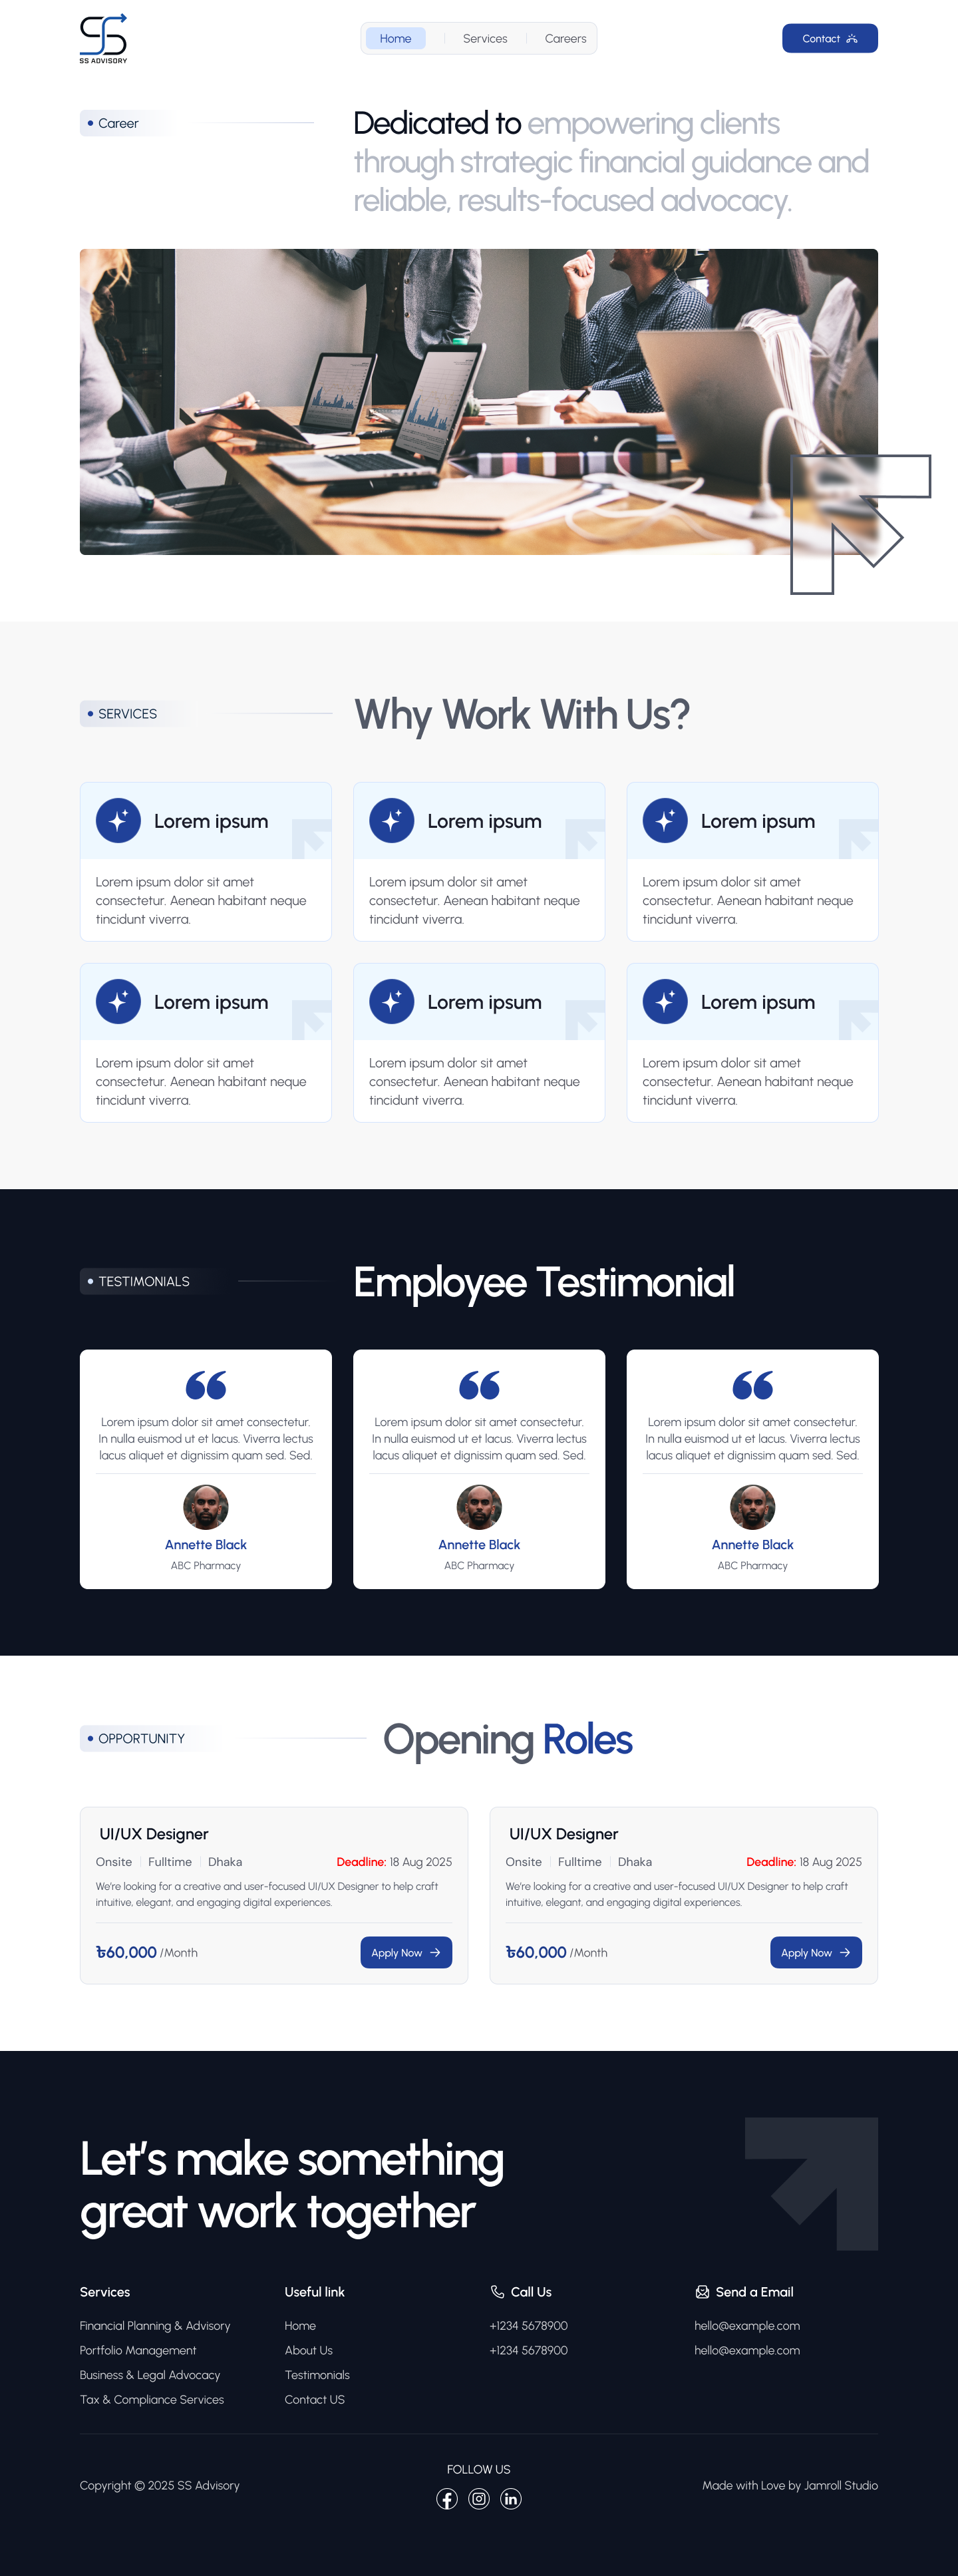 SS ADVISORY
Home
Services
Careers
Contact
Career
Dedicated to empowering clients
through strategic financial guidance and
reliable, results-focused advocacy.
SERVICES
Why Work With Us?
Lorem ipsum
Lorem ipsum dolor sit amet
consectetur. Aenean habitant neque
tincidunt viverra.
Lorem ipsum
Lorem ipsum dolor sit amet
consectetur. Aenean habitant neque
tincidunt viverra.
Lorem ipsum
Lorem ipsum dolor sit amet
consectetur. Aenean habitant neque
tincidunt viverra.
Lorem ipsum
Lorem ipsum dolor sit amet
consectetur. Aenean habitant neque
tincidunt viverra.
Lorem ipsum
Lorem ipsum dolor sit amet
consectetur. Aenean habitant neque
tincidunt viverra.
Lorem ipsum
Lorem ipsum dolor sit amet
consectetur. Aenean habitant neque
tincidunt viverra.
TESTIMONIALS
Employee Testimonial
Lorem ipsum dolor sit amet consectetur.
In nulla euismod ut et lacus. Viverra lectus
lacus aliquet et dignissim quam sed. Sed.
Annette Black
ABC Pharmacy
Lorem ipsum dolor sit amet consectetur.
In nulla euismod ut et lacus. Viverra lectus
lacus aliquet et dignissim quam sed. Sed.
Annette Black
ABC Pharmacy
Lorem ipsum dolor sit amet consectetur.
In nulla euismod ut et lacus. Viverra lectus
lacus aliquet et dignissim quam sed. Sed.
Annette Black
ABC Pharmacy
OPPORTUNITY
Opening Roles
UI/UX Designer
Onsite Fulltime Dhaka Deadline: 18 Aug 2025
We're looking for a creative and user-focused UI/UX Designer to help craft
intuitive, elegant, and engaging digital experiences.
৳60,000 /Month
Apply Now
UI/UX Designer
Onsite Fulltime Dhaka Deadline: 18 Aug 2025
We're looking for a creative and user-focused UI/UX Designer to help craft
intuitive, elegant, and engaging digital experiences.
৳60,000 /Month
Apply Now
Let's make something
great work together
Services
Financial Planning & Advisory
Portfolio Management
Business & Legal Advocacy
Tax & Compliance Services
Useful link
Home
About Us
Testimonials
Contact US
Call Us
+1234 5678900
+1234 5678900
Send a Email
hello@example.com
hello@example.com
Copyright © 2025 SS Advisory
FOLLOW US
Made with Love by Jamroll Studio